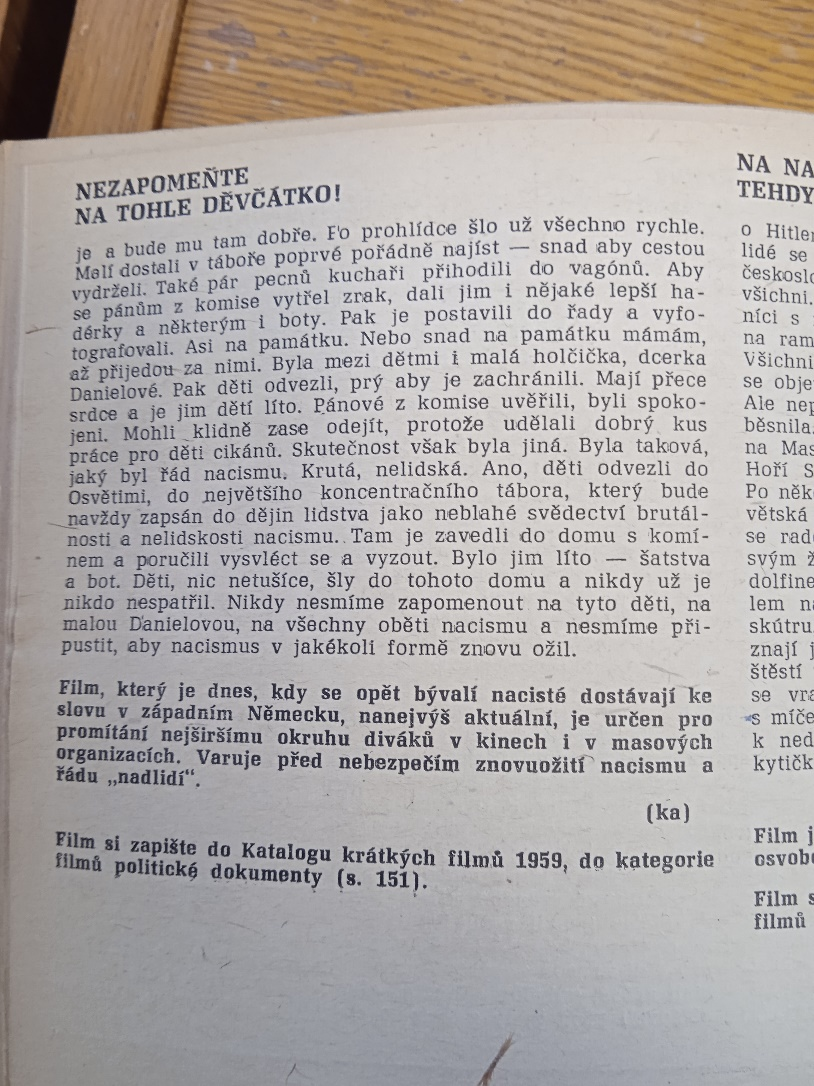 NEZAPOMEŇTE
NA TOHLE DĚVČÁTKO!
je a bude mu tam dobře. Po prohlídce šlo už všechno rychle.
Malí dostali v táboře poprvé pořádně najíst — snad aby cestou
vydrželi. Také pár pecnů kuchaři přihodili do vagónů. Aby
se pánům z komise vytřel zrak, dali jim i nějaké lepší ha-
dérky a některým i boty. Pak je postavili do řady a vyfo-
tografovali. Asi na památku. Nebo snad na památku mámám,
až přijedou za nimi. Byla mezi dětmi i malá holčička, dcerka
Danielové. Pak děti odvezli, prý aby je zachránili. Mají přece
srdce a je jim dětí líto. Pánové z komise uvěřili, byli spoko-
jeni. Mohli klidně zase odejít, protože udělali dobrý kus
práce pro děti cikánů. Skutečnost však byla jiná. Byla taková,
jaký byl řád nacismu. Krutá, nelidská. Ano, děti odvezli do
Osvětimi, do největšího koncentračního tábora, který bude
navždy zapsán do dějin lidstva jako neblahé svědectví brutál-
nosti a nelidskosti nacismu. Tam je zavedli do domu s komí-
nem a poručili vysvléct se a vyzout. Bylo jim líto — šatstva
a bot. Děti, nic netušíce, šly do tohoto domu a nikdy už je
nikdo nespatřil. Nikdy nesmíme zapomenout na tyto děti, na
malou Danielovou, na všechny oběti nacismu a nesmíme při-
pustit, aby nacismus v jakékoli formě znovu ožil.
Film, který je dnes, kdy se opět bývalí nacisté dostávají ke
slovu v západním Německu, nanejvýš aktuální, je určen pro
promítání nejširšímu okruhu diváků v kinech i v masových
organizacích. Varuje před nebezpečím znovuožití nacismu a
řádu „nadlidí“.
(ka)
Film si zapište do Katalogu krátkých filmů 1959, do kategorie
filmů politické dokumenty (s. 151).
NA NA
TEHDY
o Hitler
lidé se
českoslo
všichni.
níci s
na ram
Všichni
se obje
Ale nep
běsnila
na Mas
Hoří S
Po něk
větská
se rad
svým ž
dolfine
lem na
skútru
znají j
štěstí
se vra
s míče
k ned
kytičk
Film j
osvob
Film s
filmů